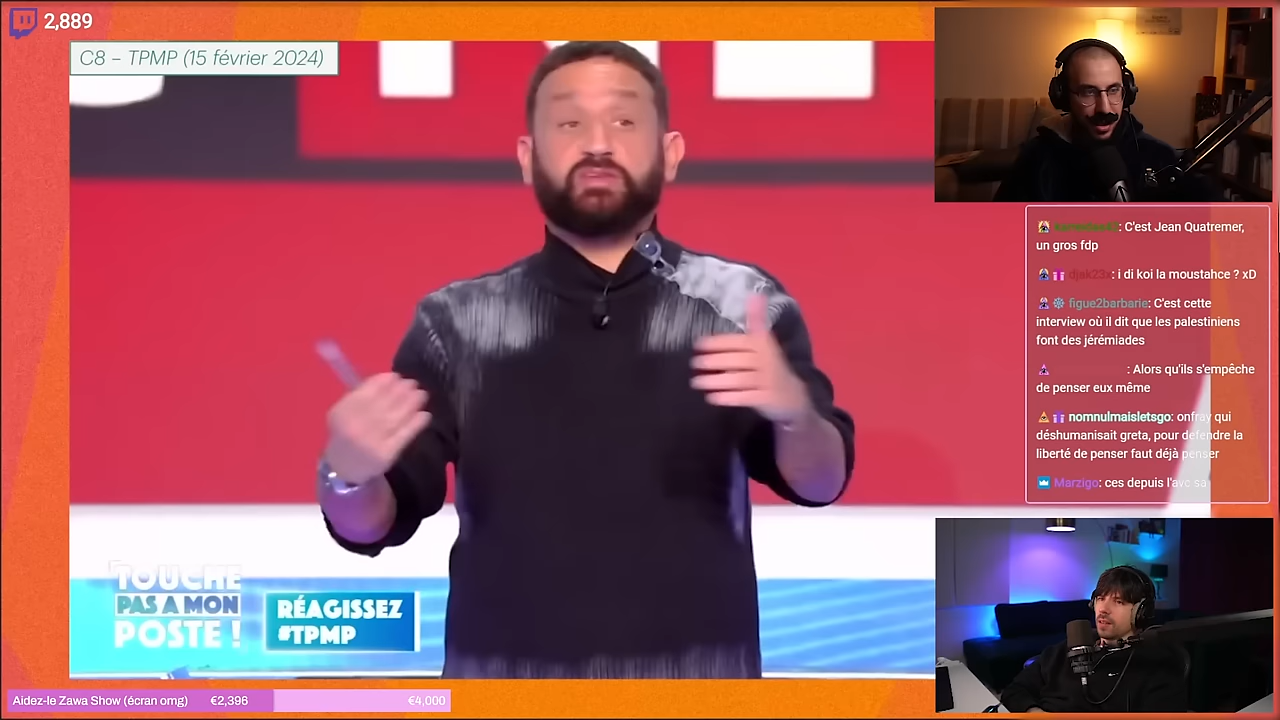 2,889
C8 – TPMP (15 février 2024)
: C'est Jean Quatremer,
un gros fdp
djak23x: i di koi la moustahce ? xD
figue2barbarie: C'est cette
interview où il dit que les palestiniens
font des jérémiades
: Alors qu'ils s'empêche
de penser eux même
nomnulmaisletsgo: onfray qui
déshumanisait greta, pour defendre la
liberté de penser faut déjà penser
Marzigo: ces depuis l'avc sa
TOUCHE
PAS A MON
POSTE !
RÉAGISSEZ
#TPMP
Aidez-le Zawa Show (écran omg) €2,396 €4,000